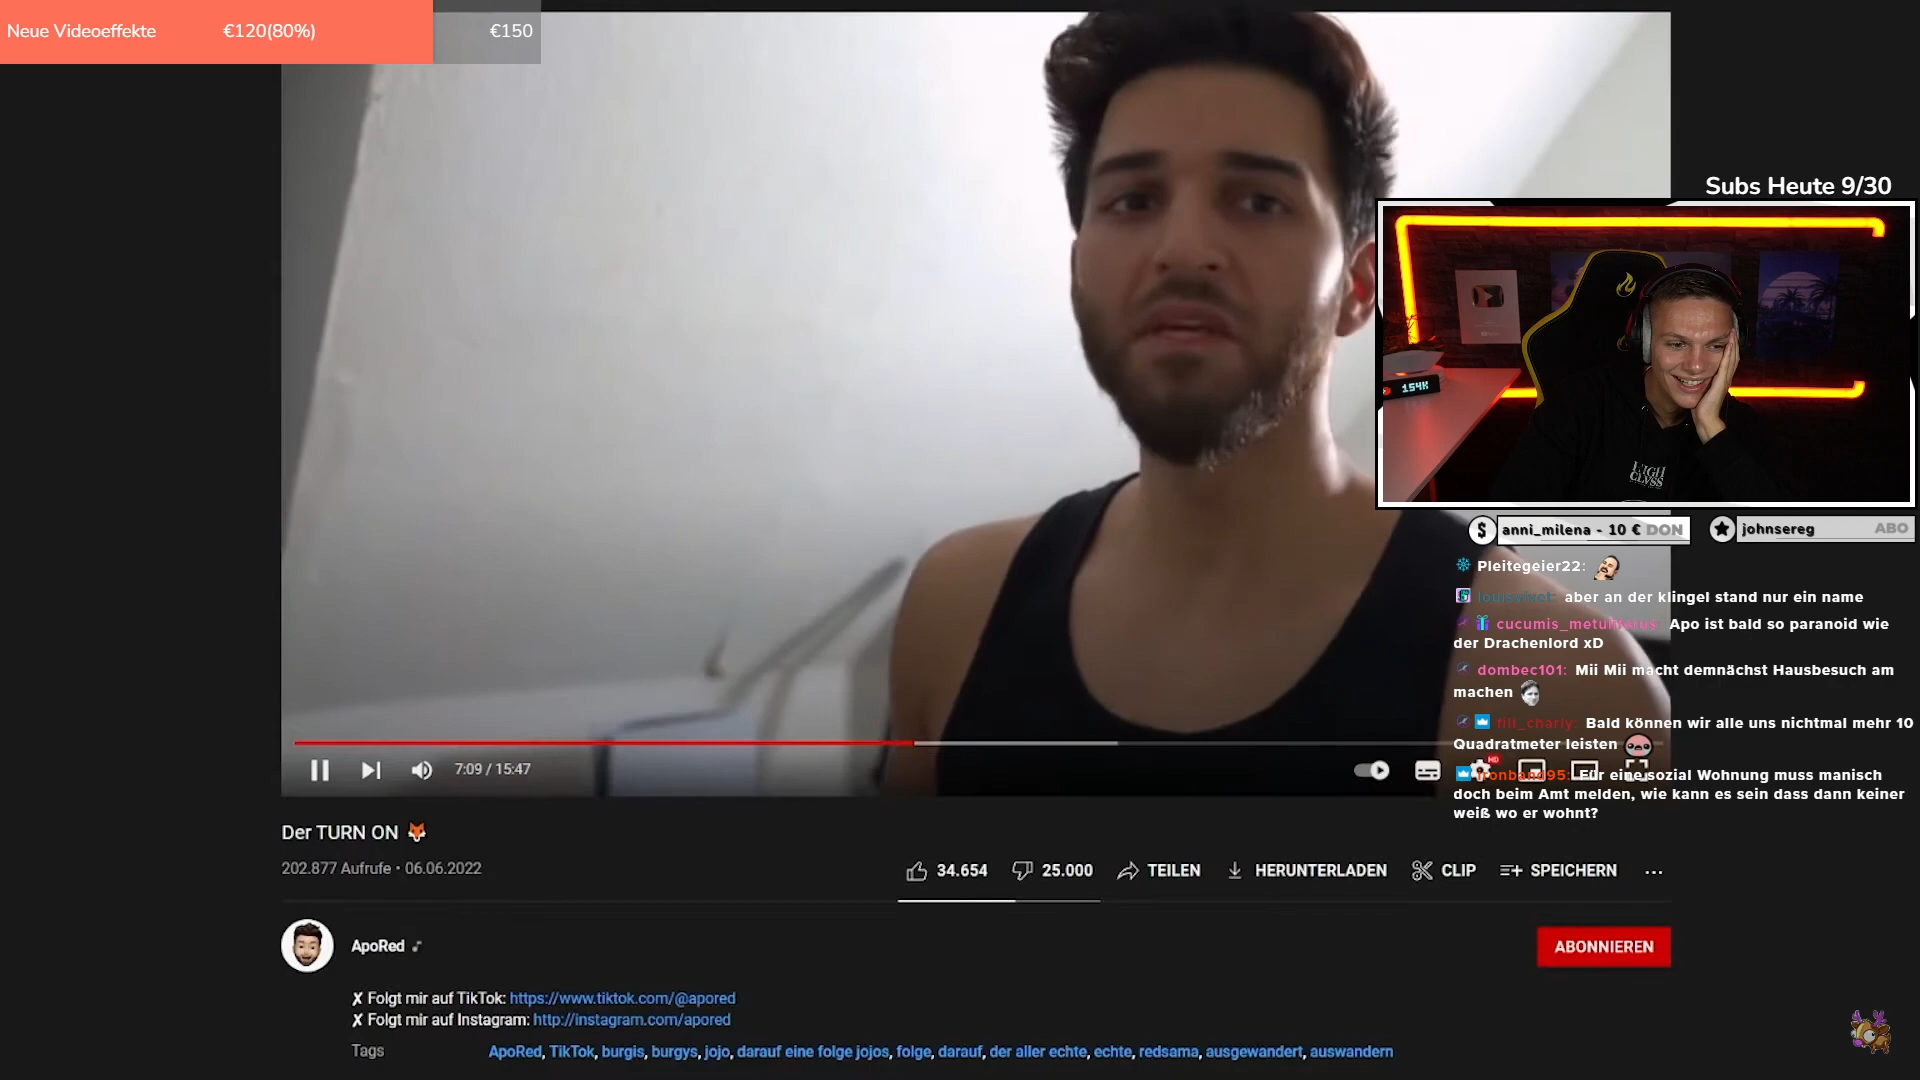 Neue Videoeffekte €120(80%) €150
Subs Heute 9/30
154K
HIGH
CLVSS
anni_milena - 10 € DON
johnsereg ABO
Pleitegeier22:
aber an der klingel stand nur ein name
Apo ist bald so paranoid wie
der Drachenlord xD
dombec101: Mii Mii macht demnächst Hausbesuch am
machen
fili_charly: Bald können wir alle uns nichtmal mehr 10
Quadratmeter leisten
Für eine sozial Wohnung muss manisch
doch beim Amt melden, wie kann es sein dass dann keiner
weiß wo er wohnt?
7:09 / 15:47
HD
Der TURN ON
202.877 Aufrufe • 06.06.2022
34.654 25.000 TEILEN HERUNTERLADEN CLIP SPEICHERN ...
ApoRed
ABONNIEREN
✘ Folgt mir auf TikTok: https://www.tiktok.com/@apored
✘ Folgt mir auf Instagram: http://instagram.com/apored
Tags ApoRed, TikTok, burgis, burgys, jojo, darauf eine folge jojos, folge, darauf, der aller echte, echte, redsama, ausgewandert, auswandern